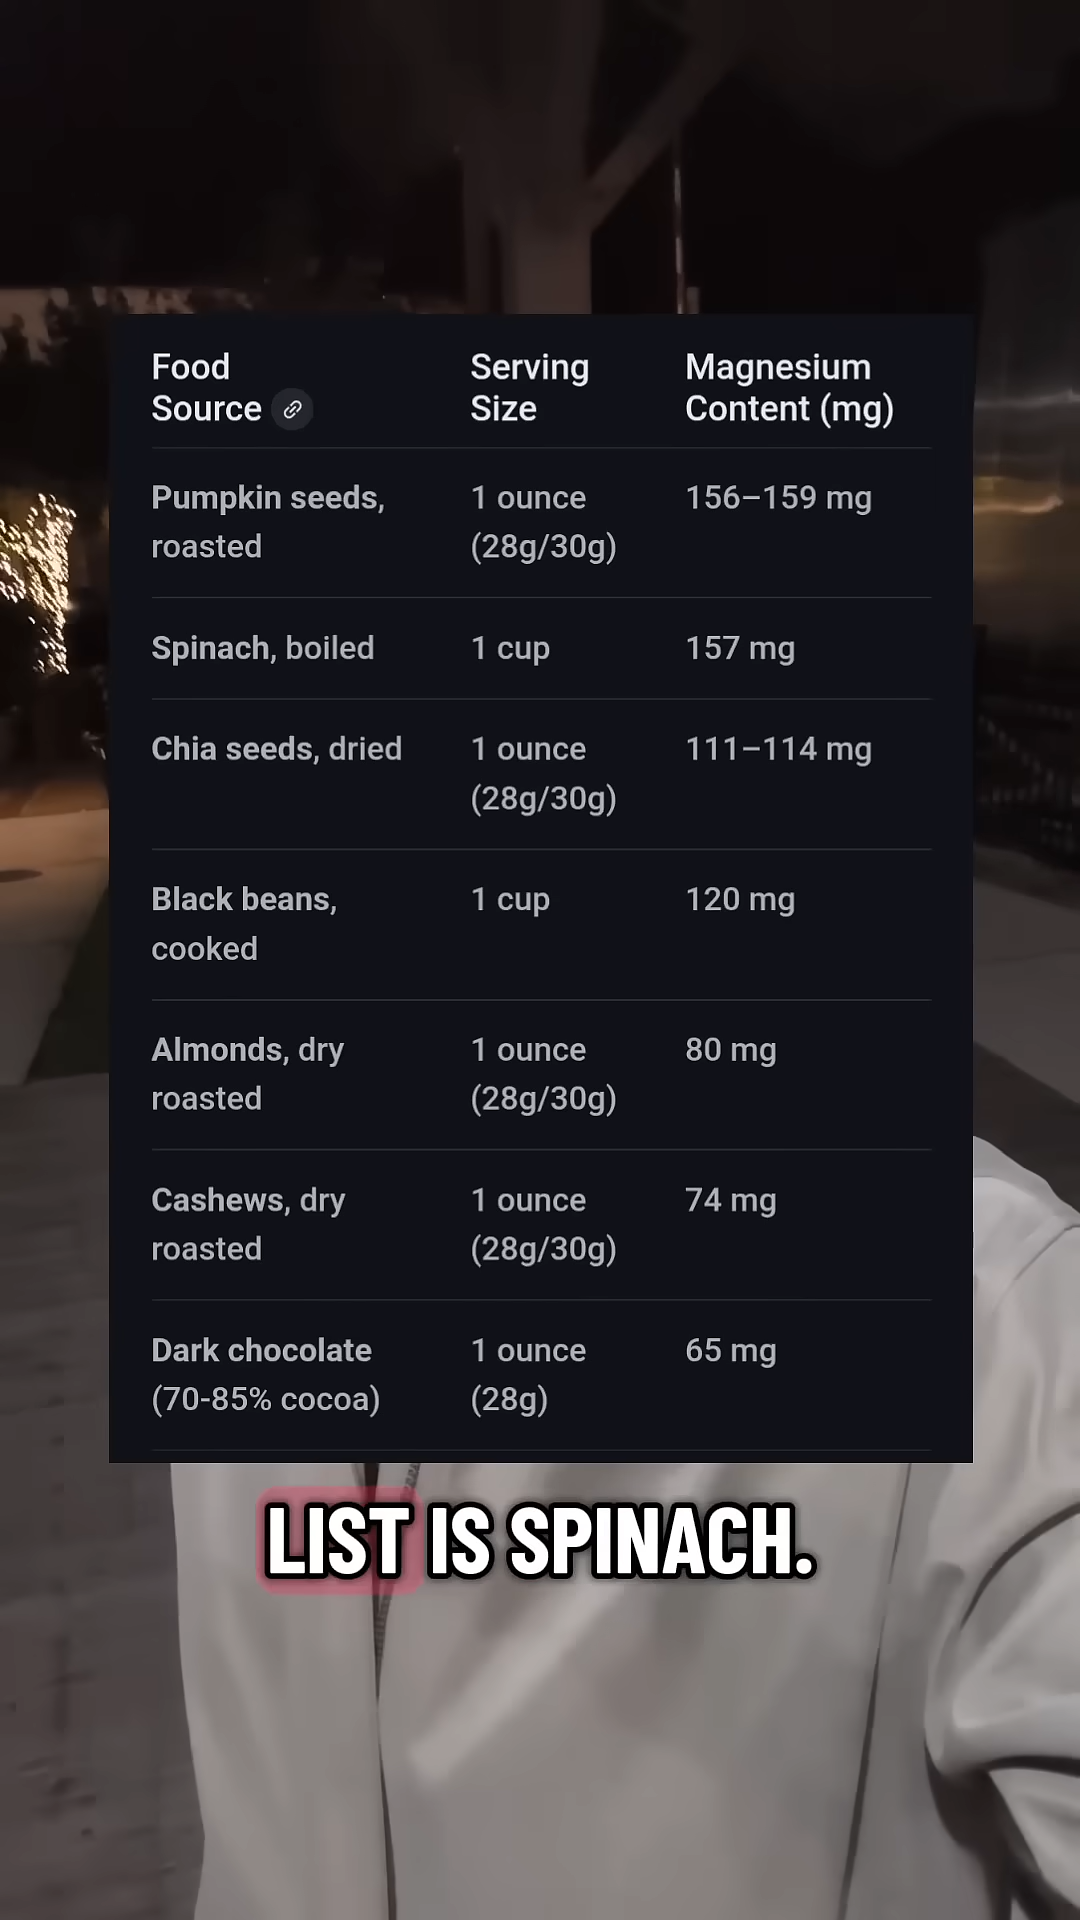 Food Serving Magnesium
Source Size Content (mg)
Pumpkin seeds, 1 ounce 156–159 mg
roasted (28g/30g)
Spinach, boiled 1 cup 157 mg
Chia seeds, dried 1 ounce 111–114 mg
(28g/30g)
Black beans, 1 cup 120 mg
cooked
Almonds, dry 1 ounce 80 mg
roasted (28g/30g)
Cashews, dry 1 ounce 74 mg
roasted (28g/30g)
Dark chocolate 1 ounce 65 mg
(70-85% cocoa) (28g)
LIST IS SPINACH.